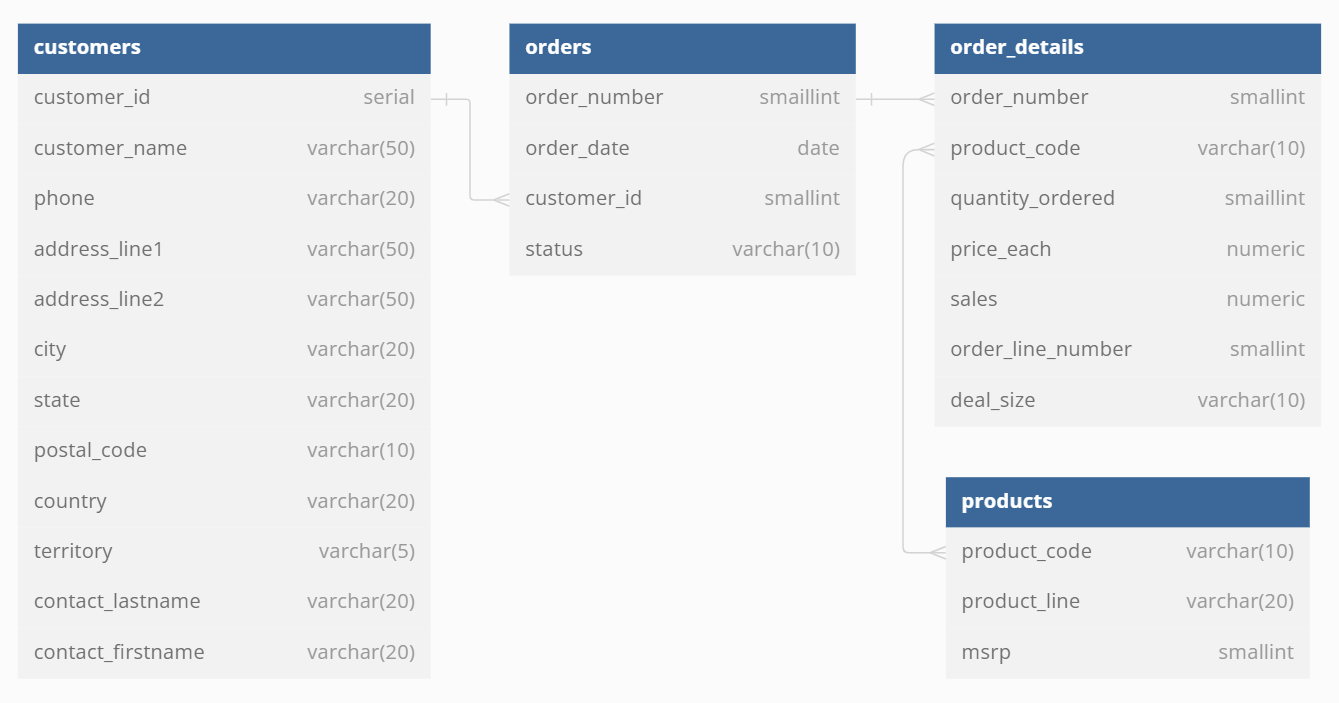 customers
customer_id serial
customer_name varchar(50)
phone varchar(20)
address_line1 varchar(50)
address_line2 varchar(50)
city varchar(20)
state varchar(20)
postal_code varchar(10)
country varchar(20)
territory varchar(5)
contact_lastname varchar(20)
contact_firstname varchar(20)
orders
order_number smaillint
order_date date
customer_id smallint
status varchar(10)
order_details
order_number smallint
product_code varchar(10)
quantity_ordered smaillint
price_each numeric
sales numeric
order_line_number smallint
deal_size varchar(10)
products
product_code varchar(10)
product_line varchar(20)
msrp smallint